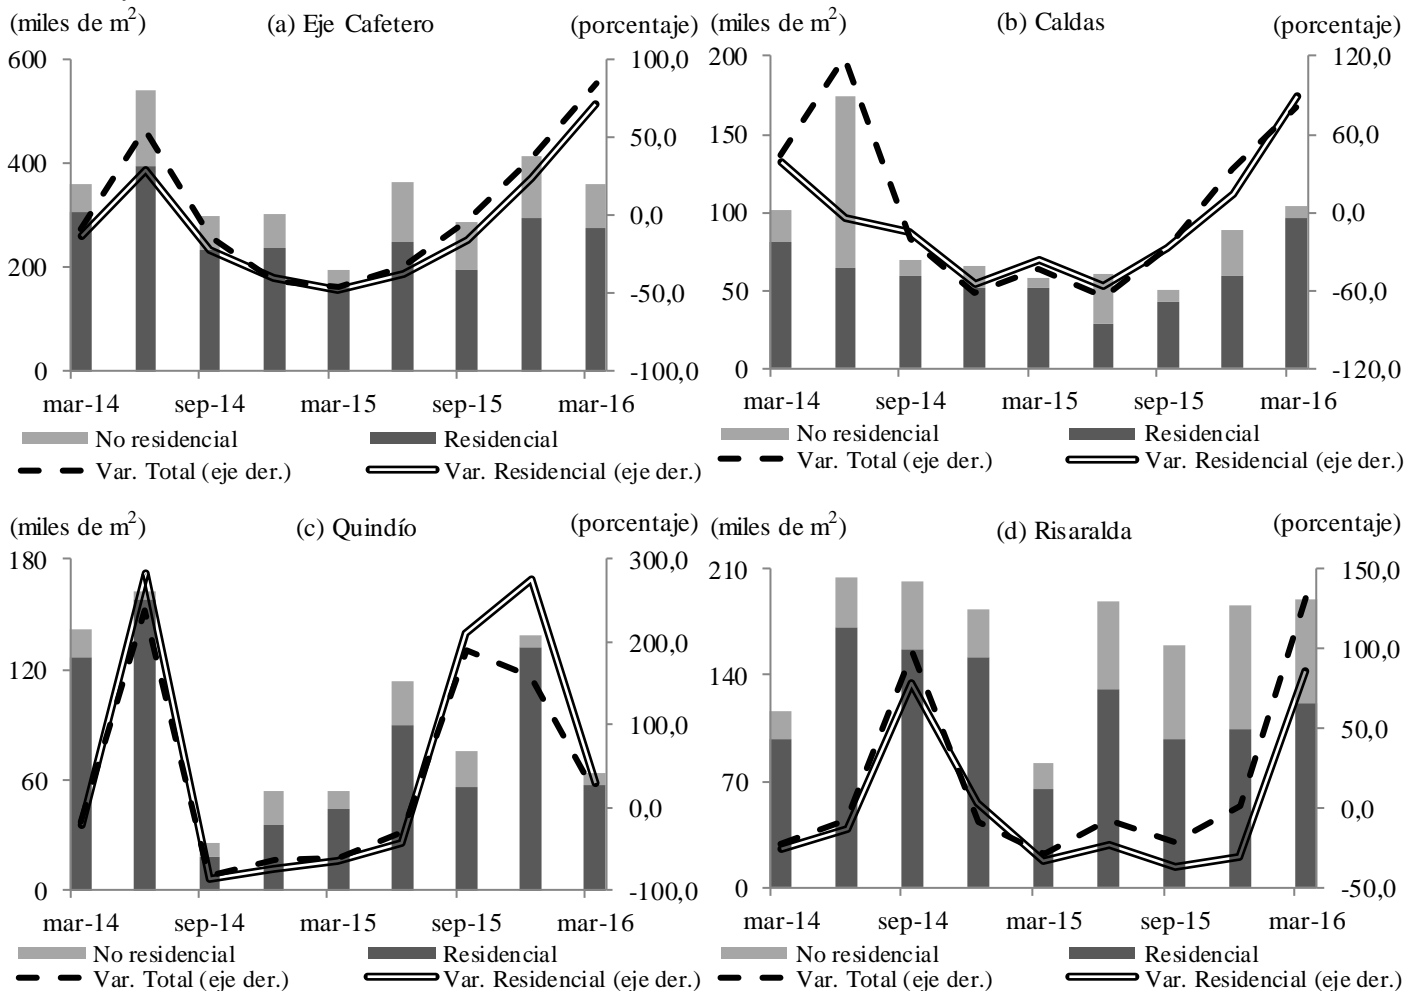 (miles de m²) (a) Eje Cafetero (porcentaje)
600 100,0
50,0
400
0,0
200
-50,0
0 -100,0
mar-14 sep-14 mar-15 sep-15 mar-16
No residencial Residencial
Var. Total (eje der.) Var. Residencial (eje der.)
(miles de m²) (b) Caldas (porcentaje)
200 120,0
150 60,0
100 0,0
50 -60,0
0 -120,0
mar-14 sep-14 mar-15 sep-15 mar-16
No residencial Residencial
Var. Total (eje der.) Var. Residencial (eje der.)
(miles de m²) (c) Quindío (porcentaje)
180 300,0
200,0
120
100,0
60
0,0
0 -100,0
mar-14 sep-14 mar-15 sep-15 mar-16
No residencial Residencial
Var. Total (eje der.) Var. Residencial (eje der.)
(miles de m²) (d) Risaralda (porcentaje)
210 150,0
140 100,0
50,0
70
0,0
0 -50,0
mar-14 sep-14 mar-15 sep-15 mar-16
No residencial Residencial
Var. Total (eje der.) Var. Residencial (eje der.)